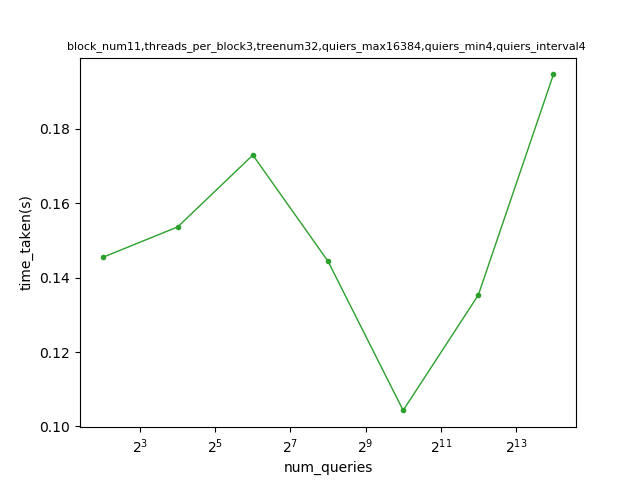 block_num11,threads_per_block3,treenum32,quiers_max16384,quiers_min4,quiers_interval4
time_taken(s)
0.18
0.16
0.14
0.12
0.10
2^3 2^5 2^7 2^9 2^11 2^13
num_queries